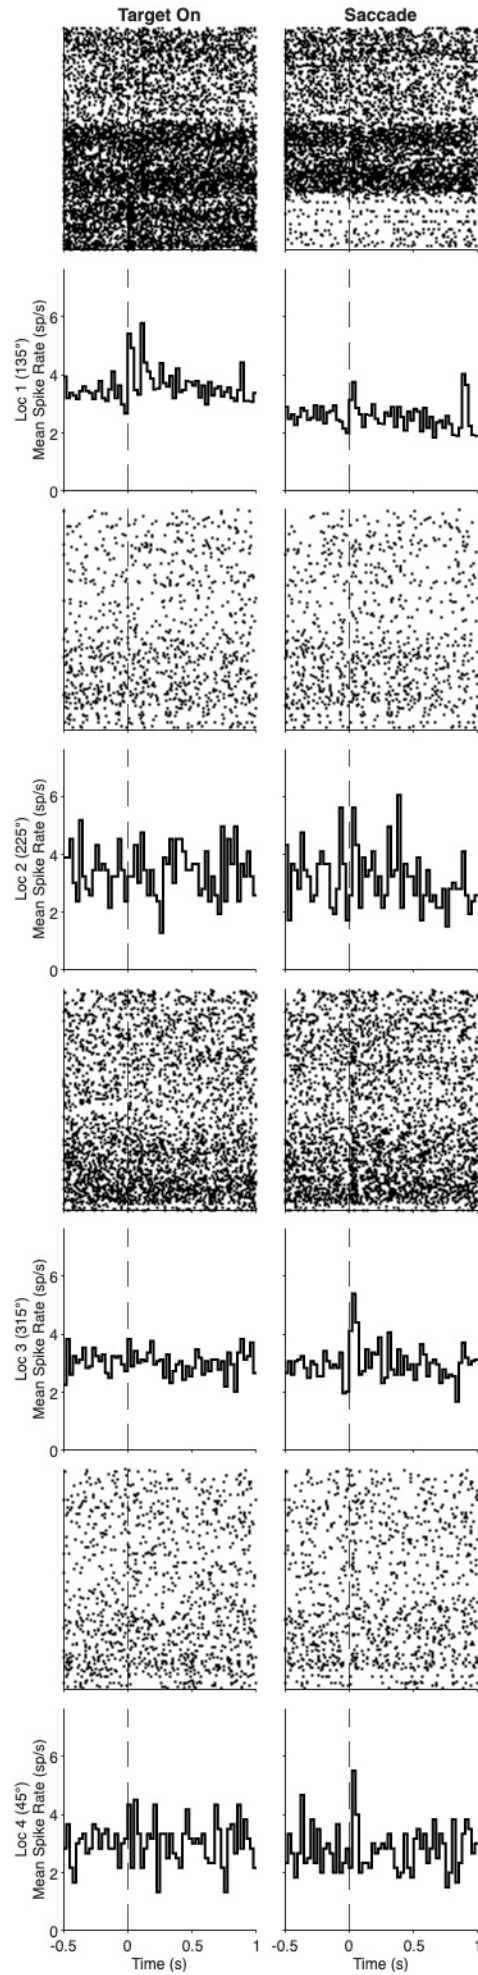 Target On Saccade
Loc 1 (135°)
Mean Spike Rate (sp/s)
6
4
2
0
Loc 2 (225°)
Mean Spike Rate (sp/s)
6
4
2
0
Loc 3 (315°)
Mean Spike Rate (sp/s)
6
4
2
0
Loc 4 (45°)
Mean Spike Rate (sp/s)
6
4
2
0
-0.5 0 0.5 1 -0.5 0 0.5 1
Time (s) Time (s)